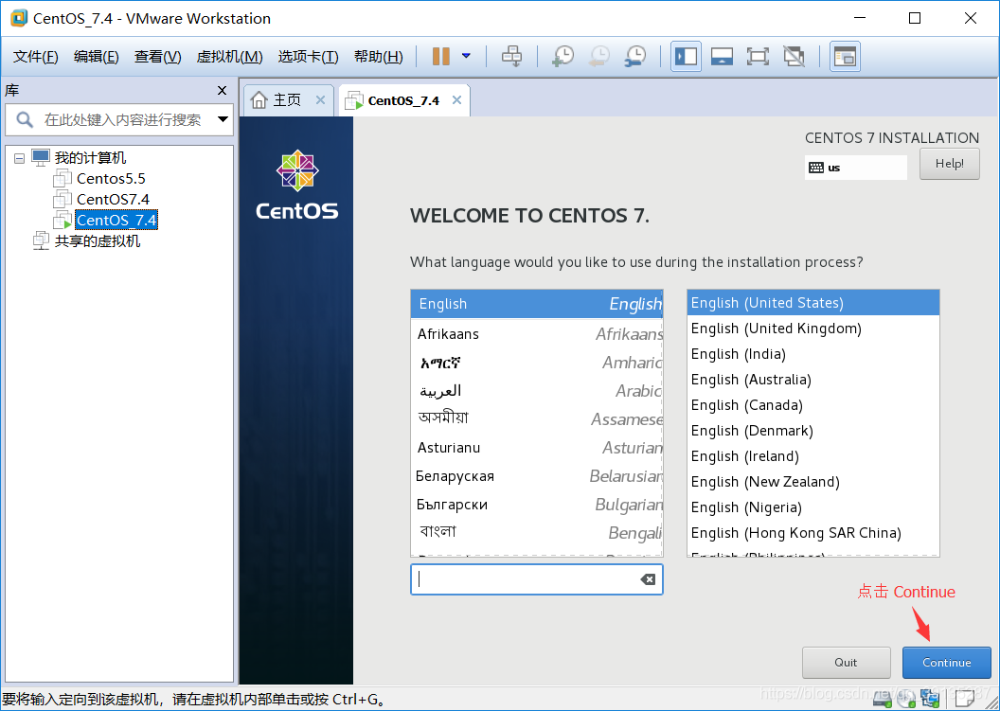 CentOS_7.4 - VMware Workstation
文件(F) 编辑(E) 查看(V) 虚拟机(M) 选项卡(T) 帮助(H)
库
在此处键入内容进行搜索
我的计算机
Centos5.5
CentOS7.4
CentOS_7.4
共享的虚拟机
主页
CentOS_7.4
CentOS
CENTOS 7 INSTALLATION
us
Help!
WELCOME TO CENTOS 7.
What language would you like to use during the installation process?
English English
Afrikaans Afrikaans
አማርኛ Amharic
العربية Arabic
অসমীয়া Assamese
Asturianu Asturian
Беларуская Belarusian
Български Bulgarian
বাংলা Bengali
English (United States)
English (United Kingdom)
English (India)
English (Australia)
English (Canada)
English (Denmark)
English (Ireland)
English (New Zealand)
English (Nigeria)
English (Hong Kong SAR China)
English (Philippines)
点击 Continue
Quit
Continue
要将输入定向到该虚拟机，请在虚拟机内部单击或按 Ctrl+G。